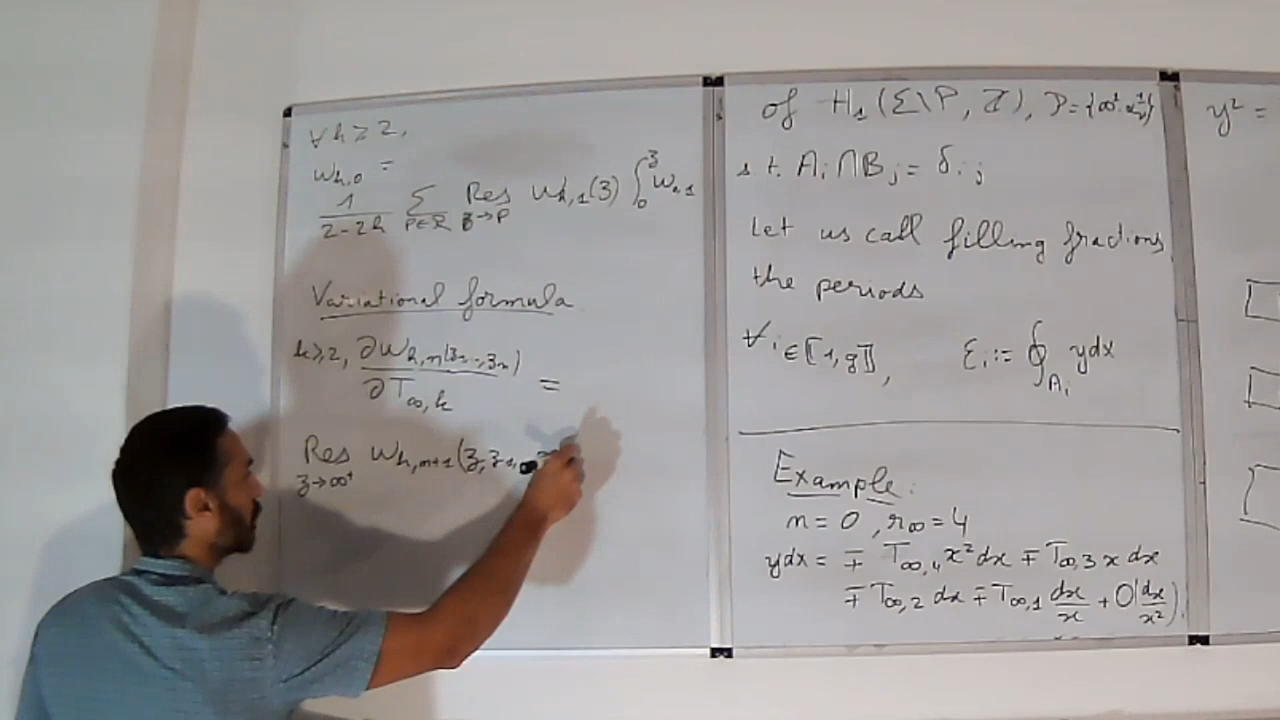 ∀ h ≥ 2,
ω_{h,0} =
1/(2-2h) Σ_{P∈R} Res_{z→P} ω_{h,1}(z) ∫_0^z ω_{0,1}
Variational formula
k ≥ 2, ∂ω_{h,n}(z_1,..,z_n) / ∂T_{∞,k} =
Res_{z→∞^+} ω_{h,n+1}(z, z_1,
of H_1(Σ\P, Z), P = {∞^±,
s.t. A_i ∩ B_j = δ_{ij}
Let us call filling fractions
the periods
∀ i ∈ [[1,g]], ε_i := ∮_{A_i} ydx
Example:
n = 0, r_∞ = 4
ydx = ∓ T_{∞,4} x^2 dx ∓ T_{∞,3} x dx
∓ T_{∞,2} dx ∓ T_{∞,1} dx/x + O(dx/x^2).
y^2 =